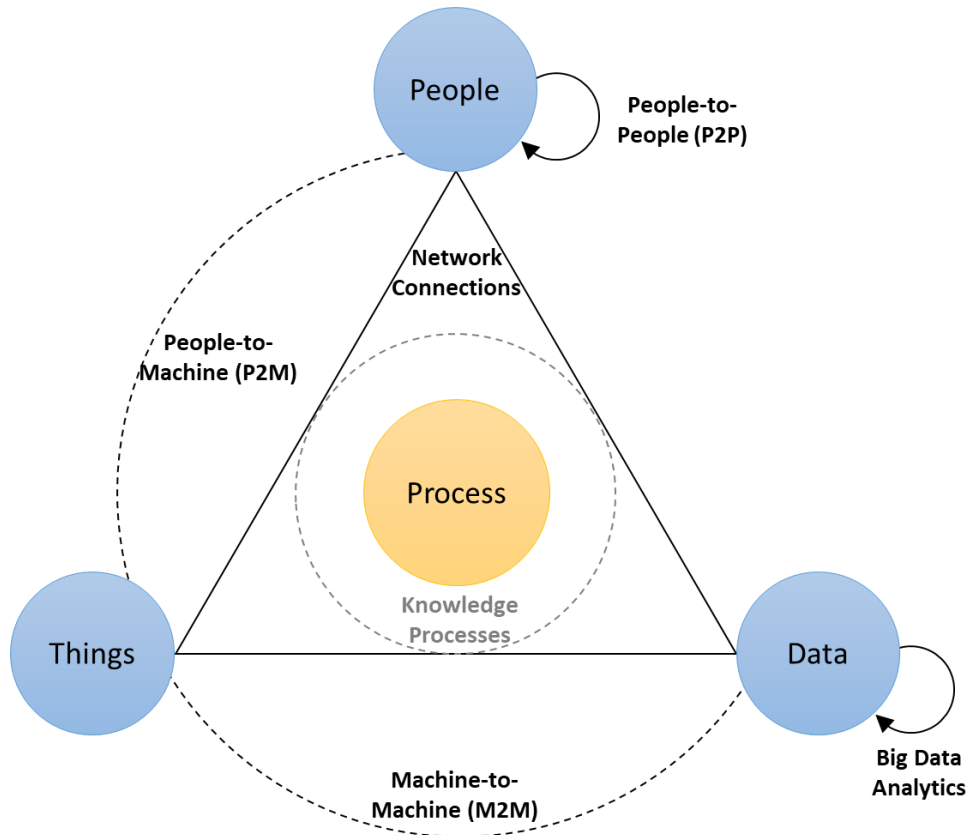 People
People-to-
People (P2P)
Network
Connections
People-to-
Machine (P2M)
Process
Knowledge
Processes
Things
Data
Machine-to-
Machine (M2M)
Big Data
Analytics